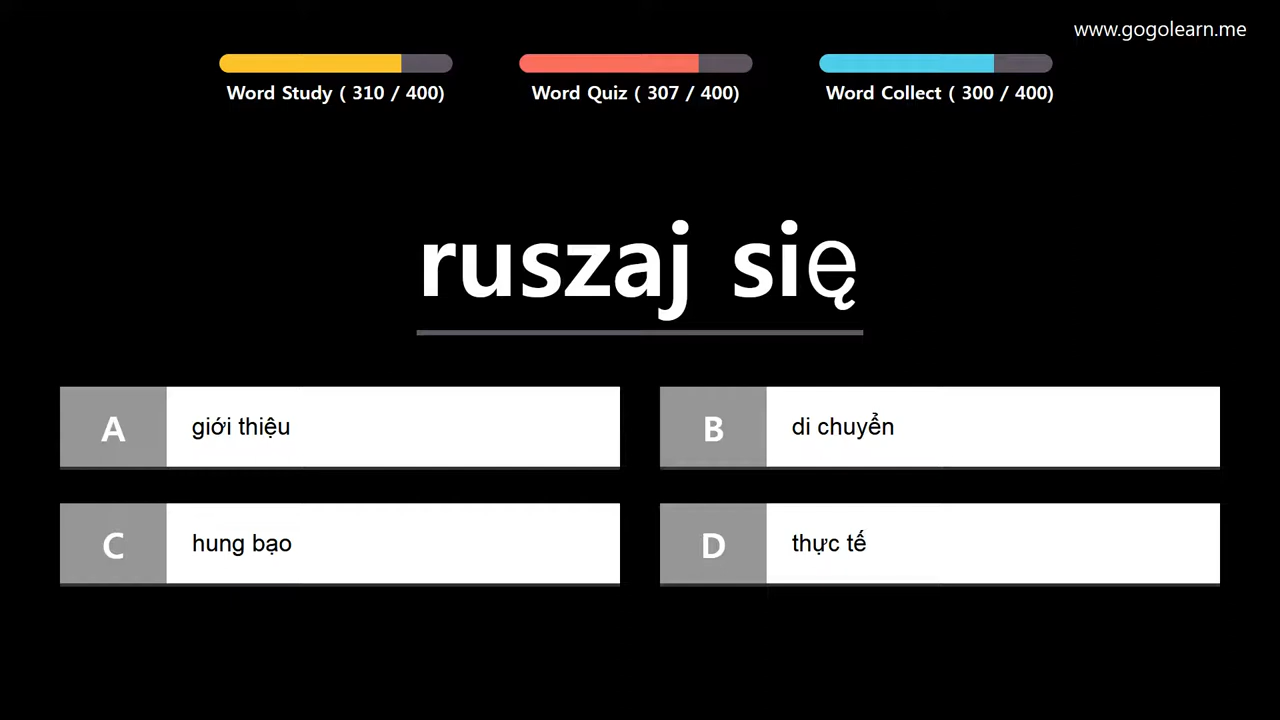 www.gogolearn.me
Word Study ( 310 / 400)
Word Quiz ( 307 / 400)
Word Collect ( 300 / 400)
ruszaj się
A giới thiệu
B di chuyển
C hung bạo
D thực tế